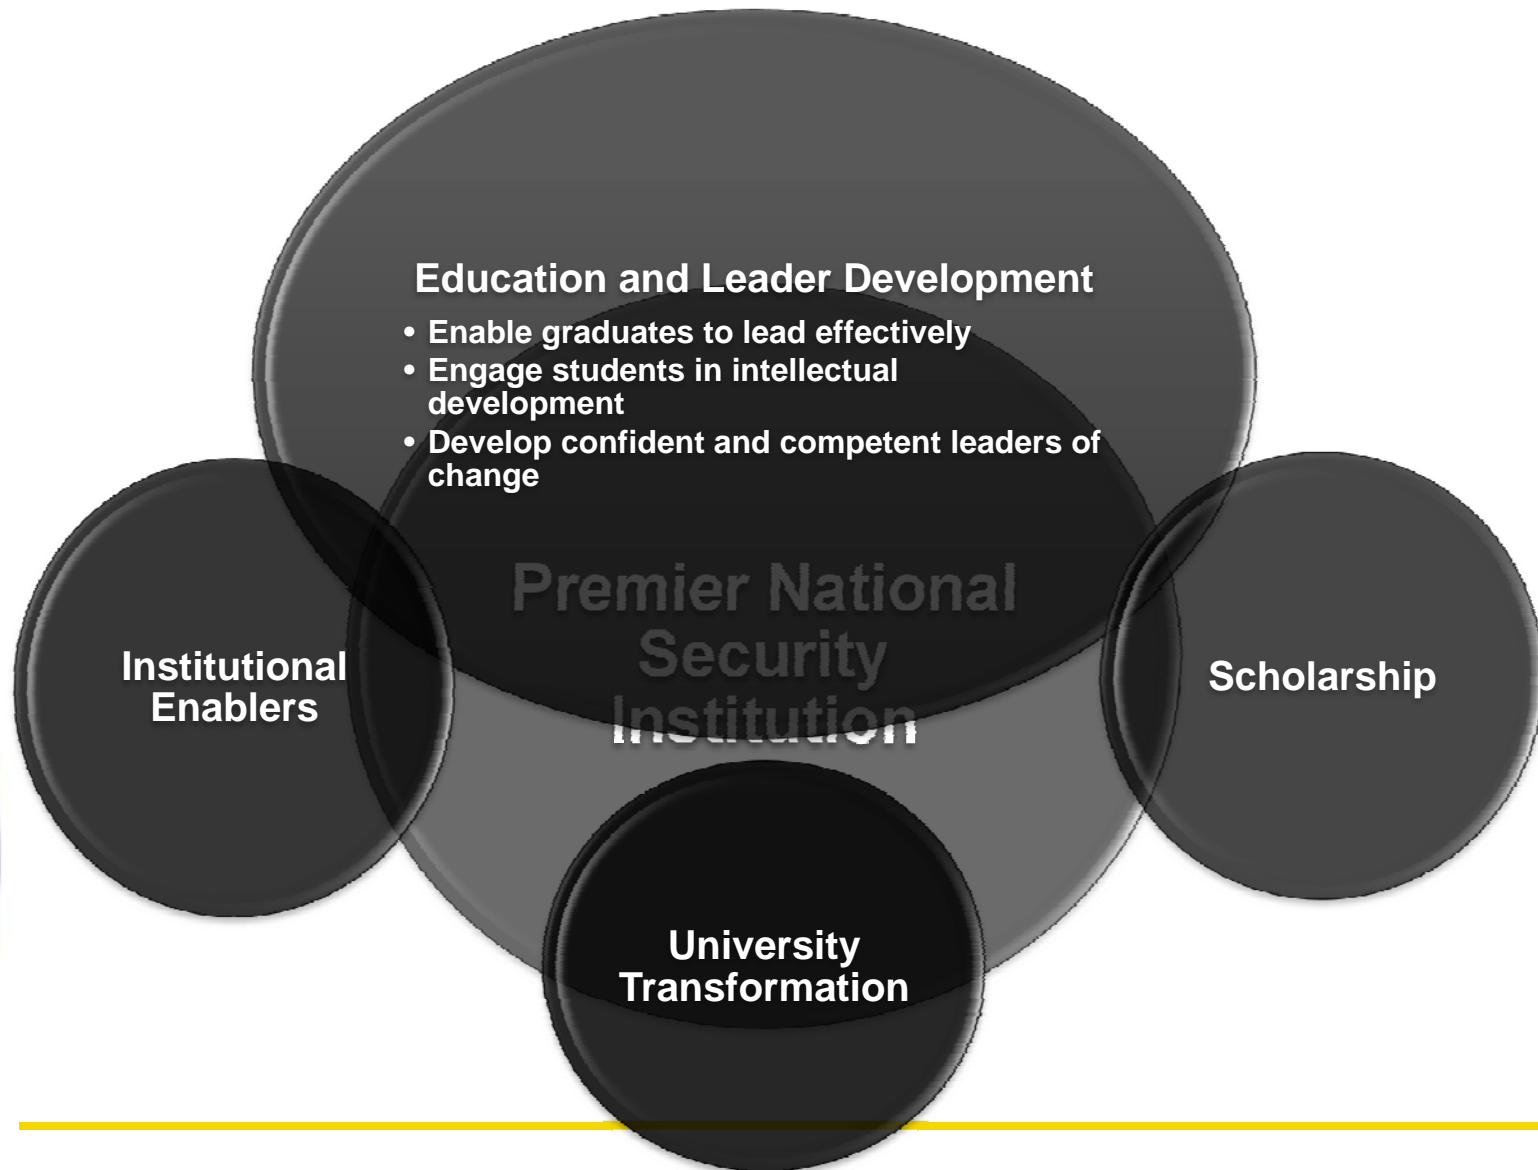 Education and Leader Development
• Enable graduates to lead effectively
• Engage students in intellectual
development
• Develop confident and competent leaders of
change
Premier National
Security
Institution
Institutional
Enablers
Scholarship
University
Transformation